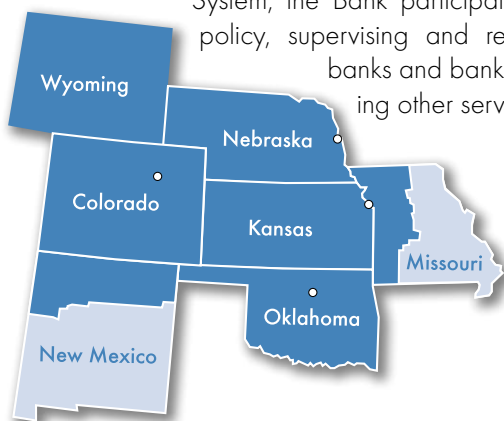 System, the Bank participat
policy, supervising and re
banks and bank
ing other serv
Wyoming
Nebraska
Colorado
Kansas
Missouri
Oklahoma
New Mexico